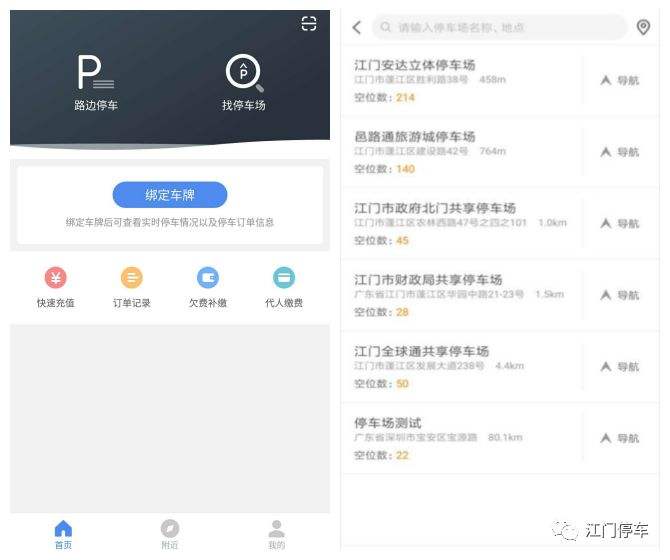 路边停车
找停车场
绑定车牌
绑定车牌后可查看实时停车情况以及停车订单信息
快速充值
订单记录
欠费补缴
代人缴费
首页
附近
我的
请输入停车场名称、地点
江门安达立体停车场
江门市蓬江区胜利路38号 458m
空位数: 214
导航
邑路通旅游城停车场
江门市蓬江区建设路42号 764m
空位数: 140
导航
江门市政府北门共享停车场
江门市蓬江区农林西路47号之四之101 1.0km
空位数: 45
导航
江门市财政局共享停车场
广东省江门市蓬江区华园中路21-23号 1.5km
空位数: 28
导航
江门全球通共享停车场
江门市蓬江区发展大道238号 4.4km
空位数: 50
导航
停车场测试
广东省深圳市宝安区宝源路 80.1km
空位数: 22
导航
江门停车